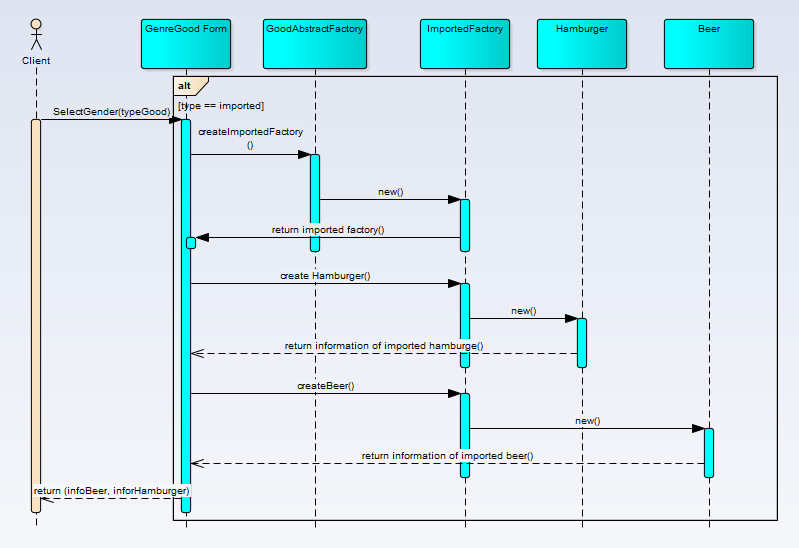 GenreGood Form
GoodAbstractFactory
ImportedFactory
Hamburger
Beer
Client
alt
[type == imported]
SelectGender(typeGood)
createImportedFactory
()
new()
return imported factory()
create Hamburger()
new()
return information of imported hamburge()
createBeer()
new()
return information of imported beer()
return (infoBeer, inforHamburger)